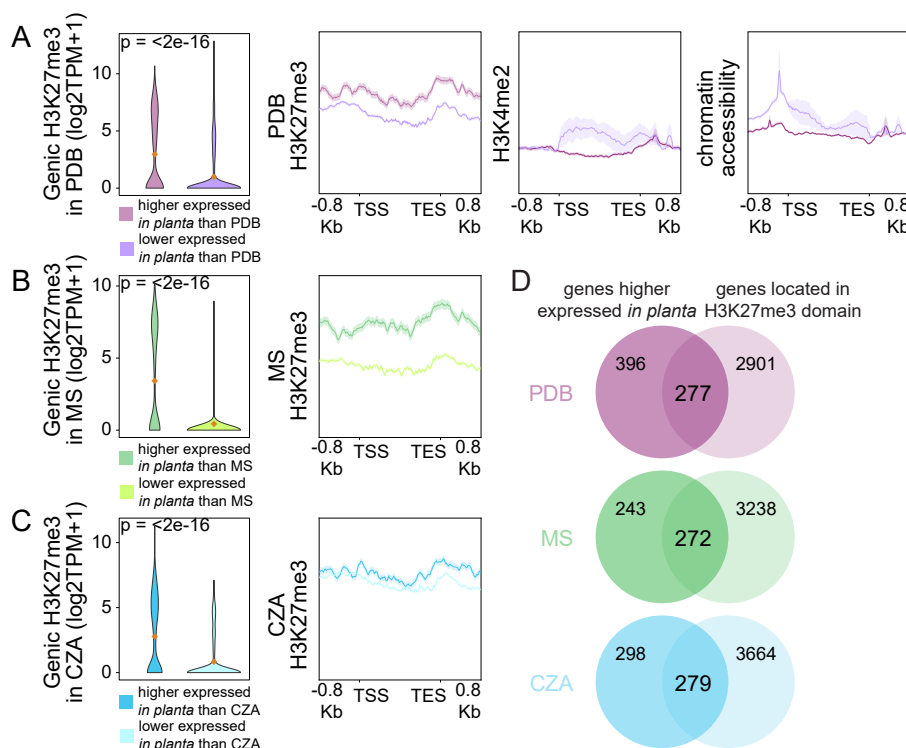 A
Genic H3K27me3
in PDB (log2TPM+1)
p = <2e-16
10
5
0
higher expressed
in planta than PDB
lower expressed
in planta than PDB
PDB
H3K27me3
-0.8 TSS TES 0.8
Kb Kb
H3K4me2
-0.8 TSS TES 0.8
Kb Kb
chromatin
accessibility
-0.8 TSS TES 0.8
Kb Kb
B
Genic H3K27me3
in MS (log2TPM+1)
p = <2e-16
10
5
0
higher expressed
in planta than MS
lower expressed
in planta than MS
MS
H3K27me3
-0.8 TSS TES 0.8
Kb Kb
C
Genic H3K27me3
in CZA (log2TPM+1)
p = <2e-16
10
5
0
higher expressed
in planta than CZA
lower expressed
in planta than CZA
CZA
H3K27me3
-0.8 TSS TES 0.8
Kb Kb
D
genes higher
expressed in planta
genes located in
H3K27me3 domain
PDB
396 277 2901
MS
243 272 3238
CZA
298 279 3664